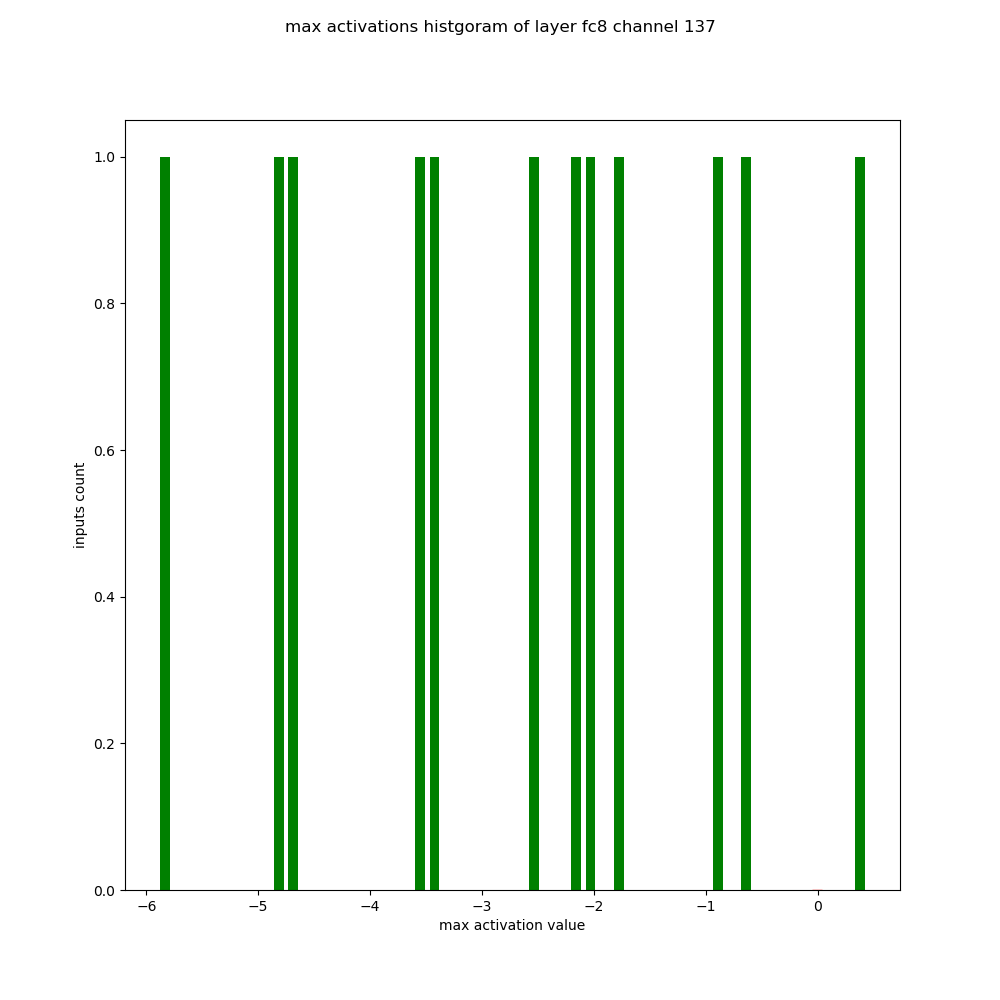 max activations histgoram of layer fc8 channel 137
1.0
0.8
0.6
0.4
0.2
0.0
inputs count
−6 −5 −4 −3 −2 −1 0
max activation value